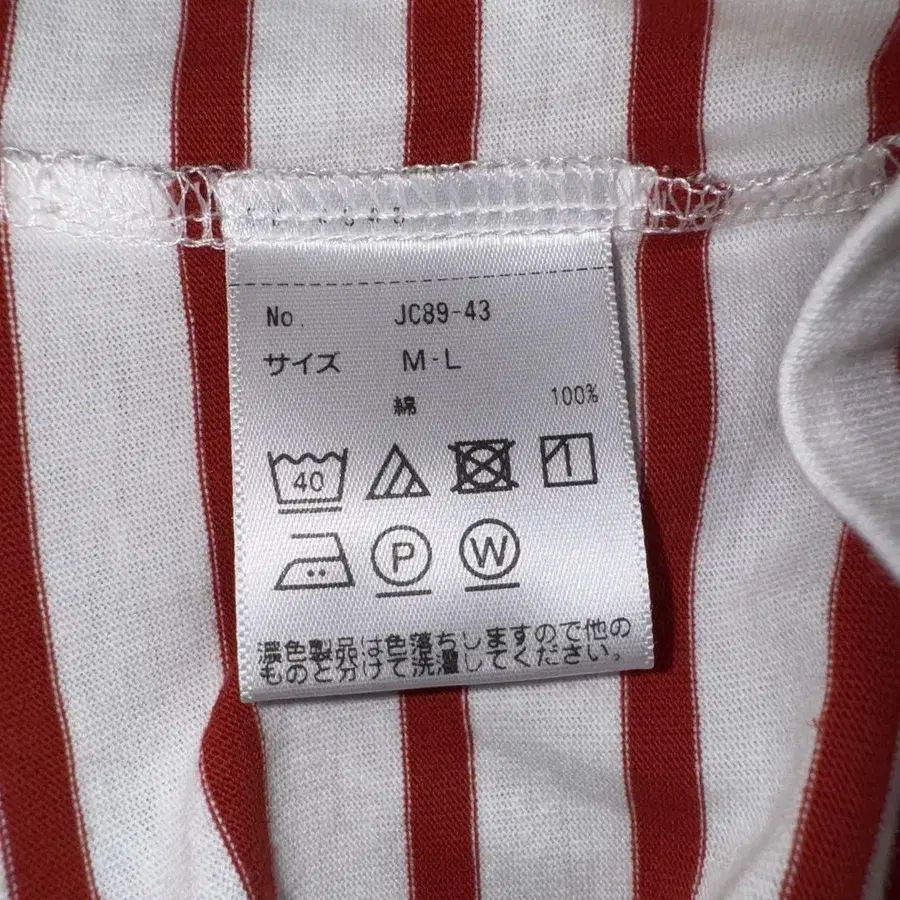 No. JC89-43
サイズ M-L
綿 100%
40
P W
濃色製品は色落ちしますので他の
ものと分けて洗濯してください。